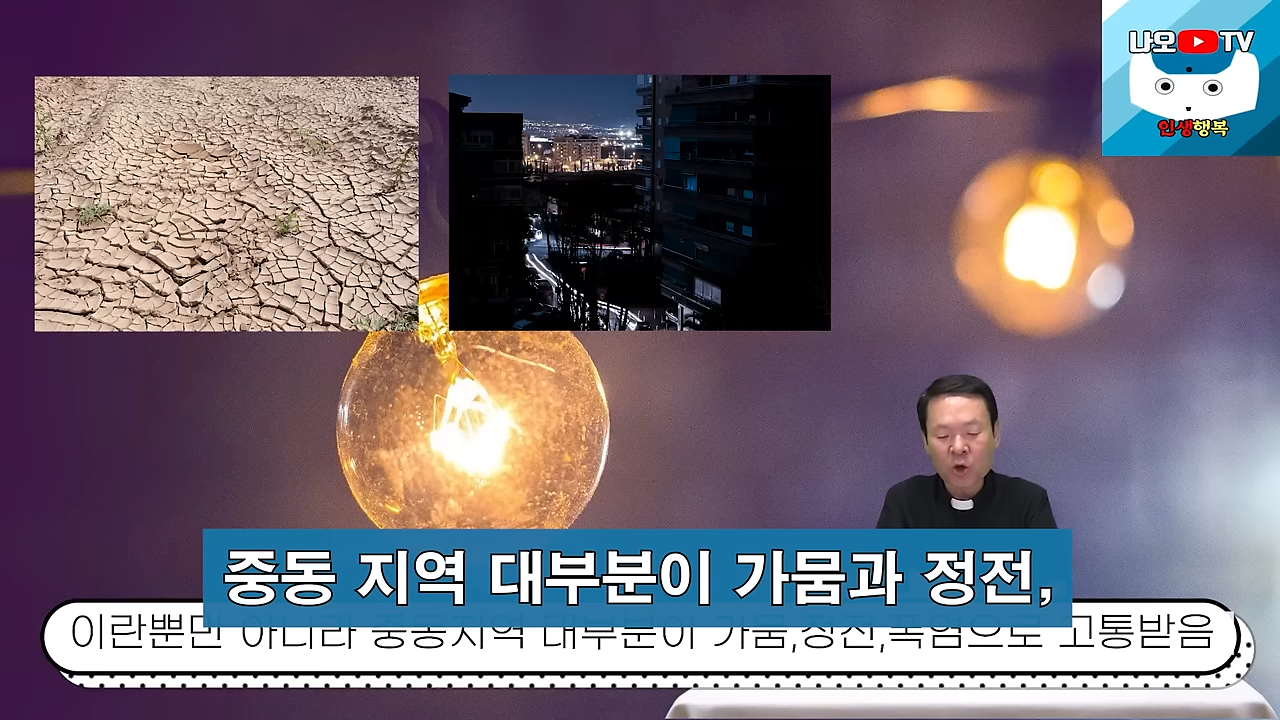 나오 TV
인생행복
중동 지역 대부분이 가뭄과 정전,
이란뿐만 아니라 중동지역 대부분이 가뭄,정전,폭염으로 고통받음